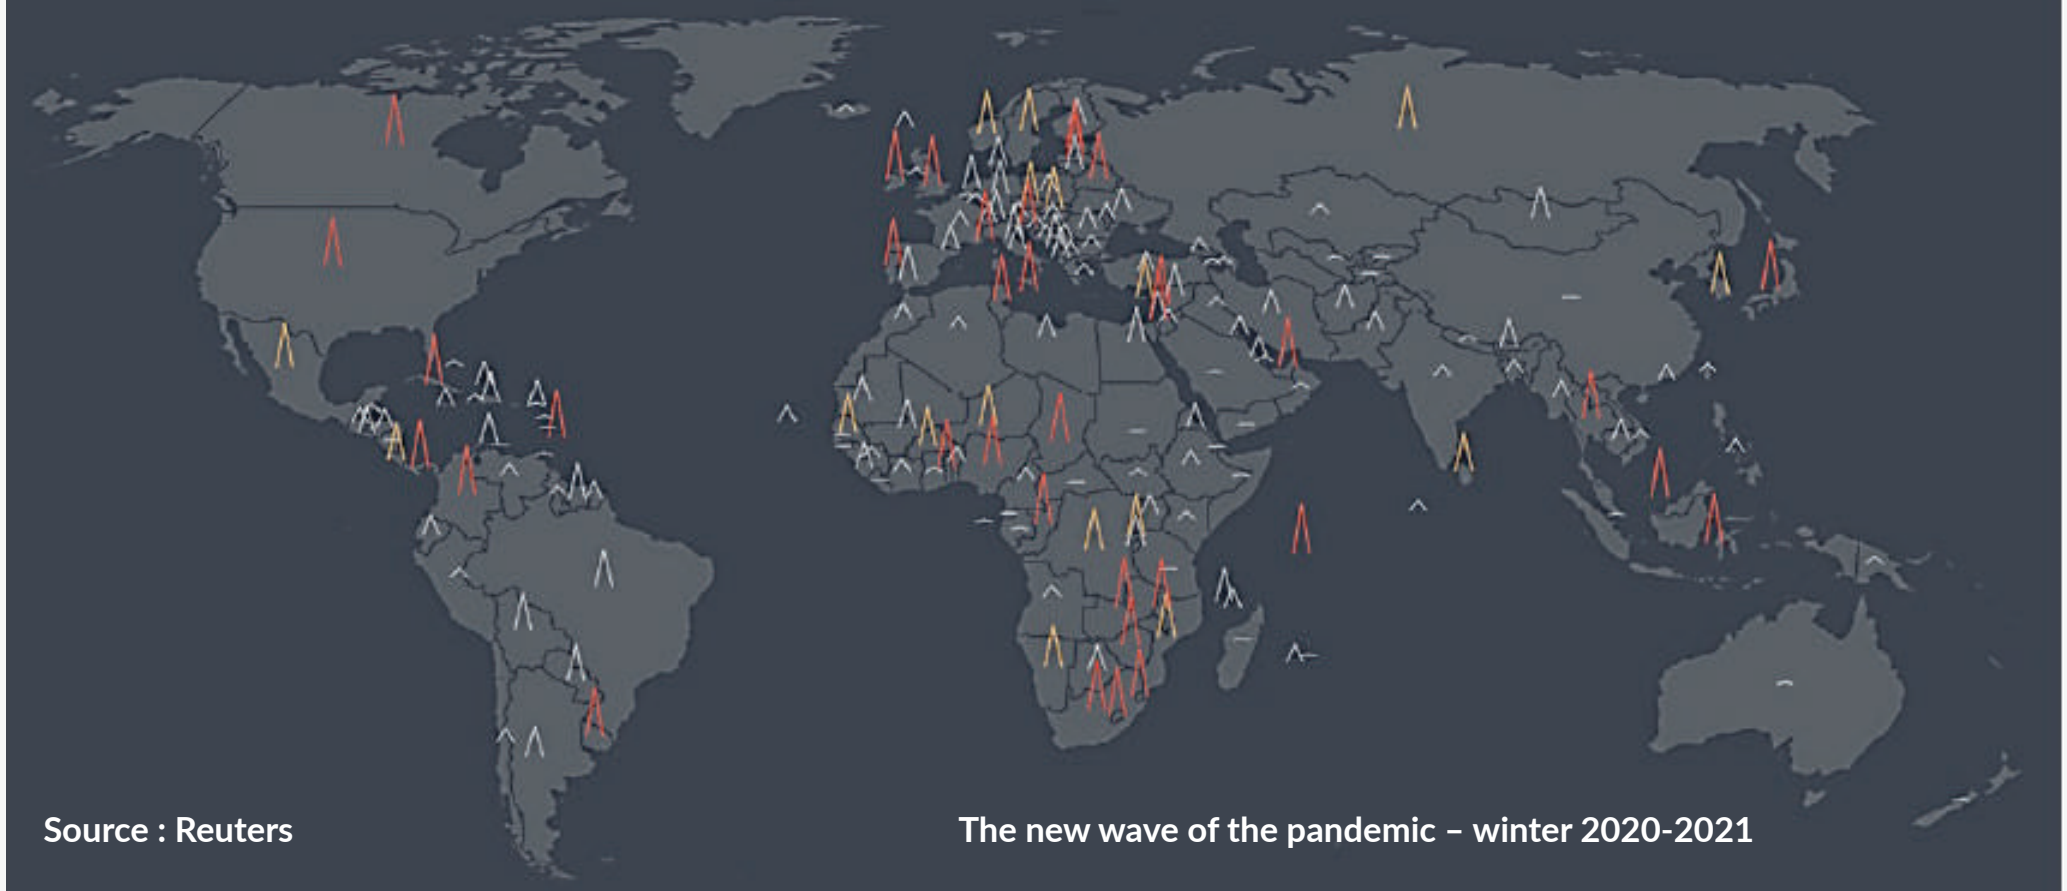 Source : Reuters
The new wave of the pandemic – winter 2020-2021